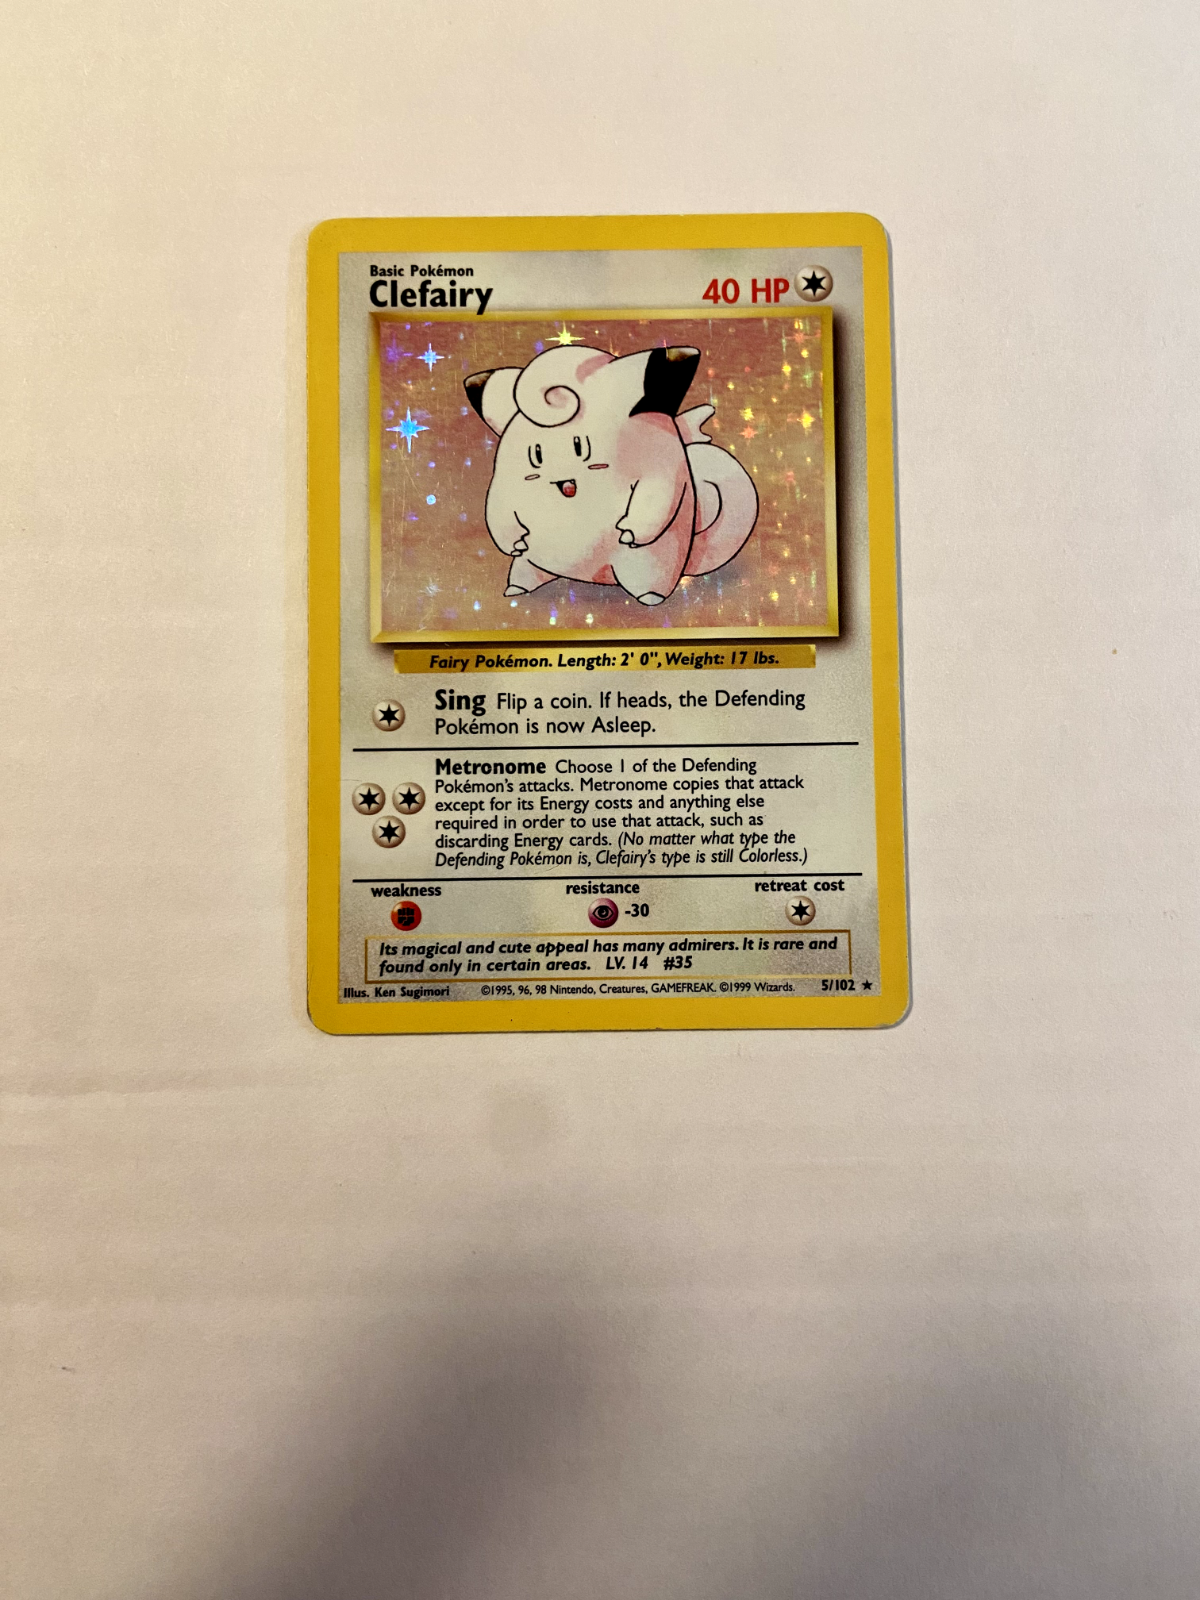 Basic Pokémon
Clefairy
40 HP
Fairy Pokémon. Length: 2' 0", Weight: 17 lbs.
Sing Flip a coin. If heads, the Defending
Pokémon is now Asleep.
Metronome Choose 1 of the Defending
Pokémon's attacks. Metronome copies that attack
except for its Energy costs and anything else
required in order to use that attack, such as
discarding Energy cards. (No matter what type the
Defending Pokémon is, Clefairy's type is still Colorless.)
weakness resistance retreat cost
-30
Its magical and cute appeal has many admirers. It is rare and
found only in certain areas. LV. 14 #35
Illus. Ken Sugimori ©1995, 96, 98 Nintendo, Creatures, GAMEFREAK. ©1999 Wizards. 5/102 ★